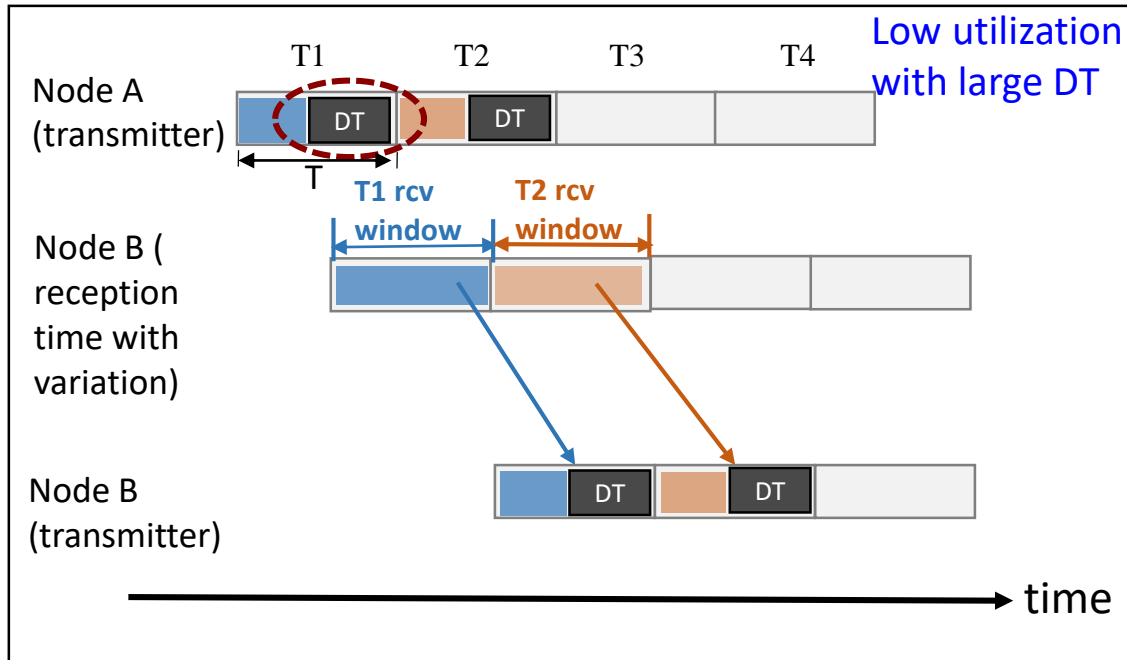 T1
T2
T3
T4
Low utilization
with large DT
Node A
(transmitter)
DT
DT
T
T1 rcv
window
T2 rcv
window
Node B (
reception
time with
variation)
Node B
(transmitter)
DT
DT
time